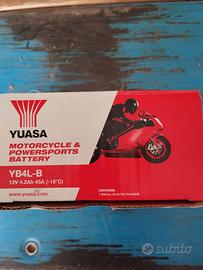 YUASA
MOTORCYCLE &
POWERSPORTS
BATTERY
YB4L-B
12V 4.2Ah 45A (-18°C)
www.yuasa.com
CONTAINS:
subito